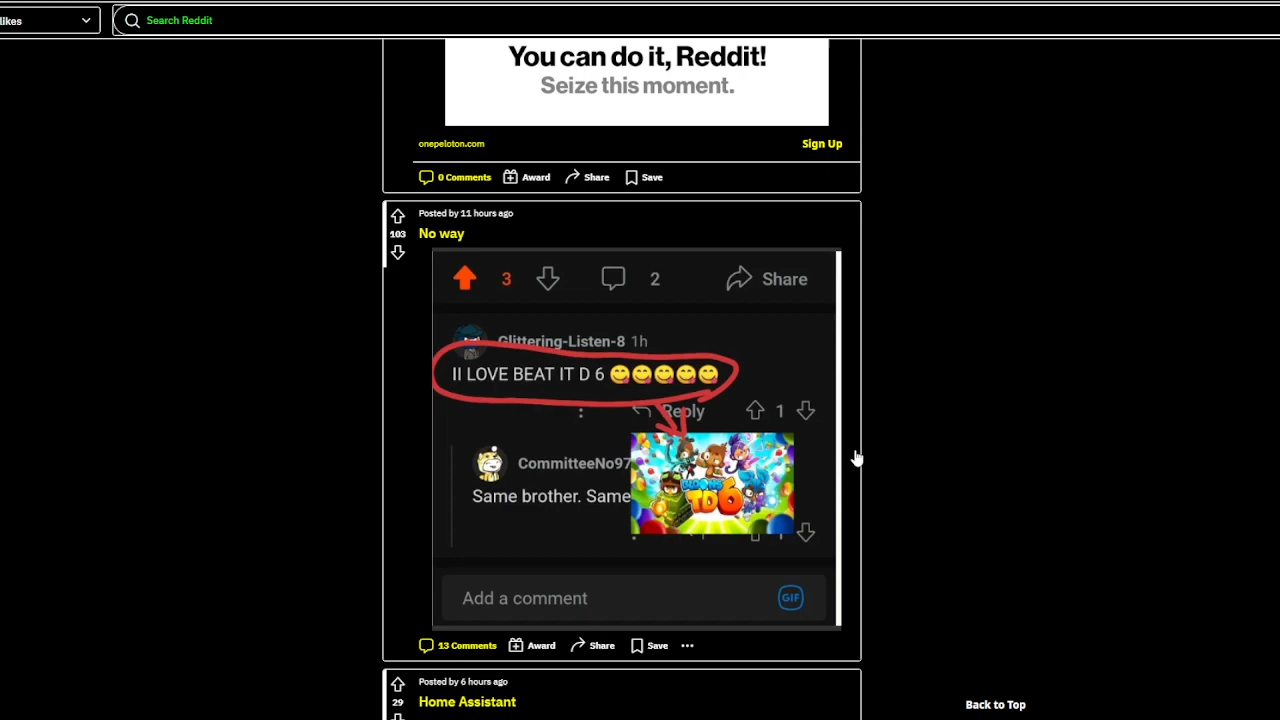 likes
Search Reddit
You can do it, Reddit!
Seize this moment.
onepeloton.com
Sign Up
0 Comments Award Share Save
Posted by 11 hours ago
103
No way
3 2 Share
Glittering-Listen-8 1h
II LOVE BEAT IT D 6 😋😋😋😋😋
Reply 1
CommitteeNo97
Same brother. Same
BLOONS
TD6
Add a comment
GIF
13 Comments Award Share Save
Posted by 6 hours ago
29
Home Assistant
Back to Top